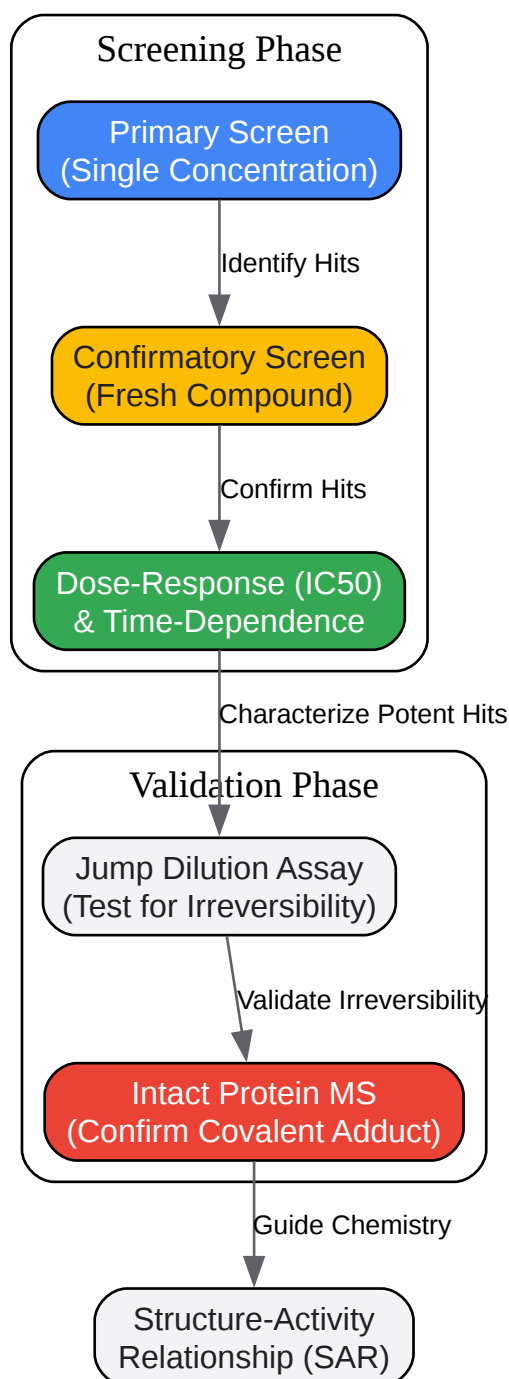 Screening Phase
Primary Screen
(Single Concentration)
Identify Hits
Confirmatory Screen
(Fresh Compound)
Confirm Hits
Dose-Response (IC50)
& Time-Dependence
Characterize Potent Hits
Validation Phase
Jump Dilution Assay
(Test for Irreversibility)
Validate Irreversibility
Intact Protein MS
(Confirm Covalent Adduct)
Guide Chemistry
Structure-Activity
Relationship (SAR)